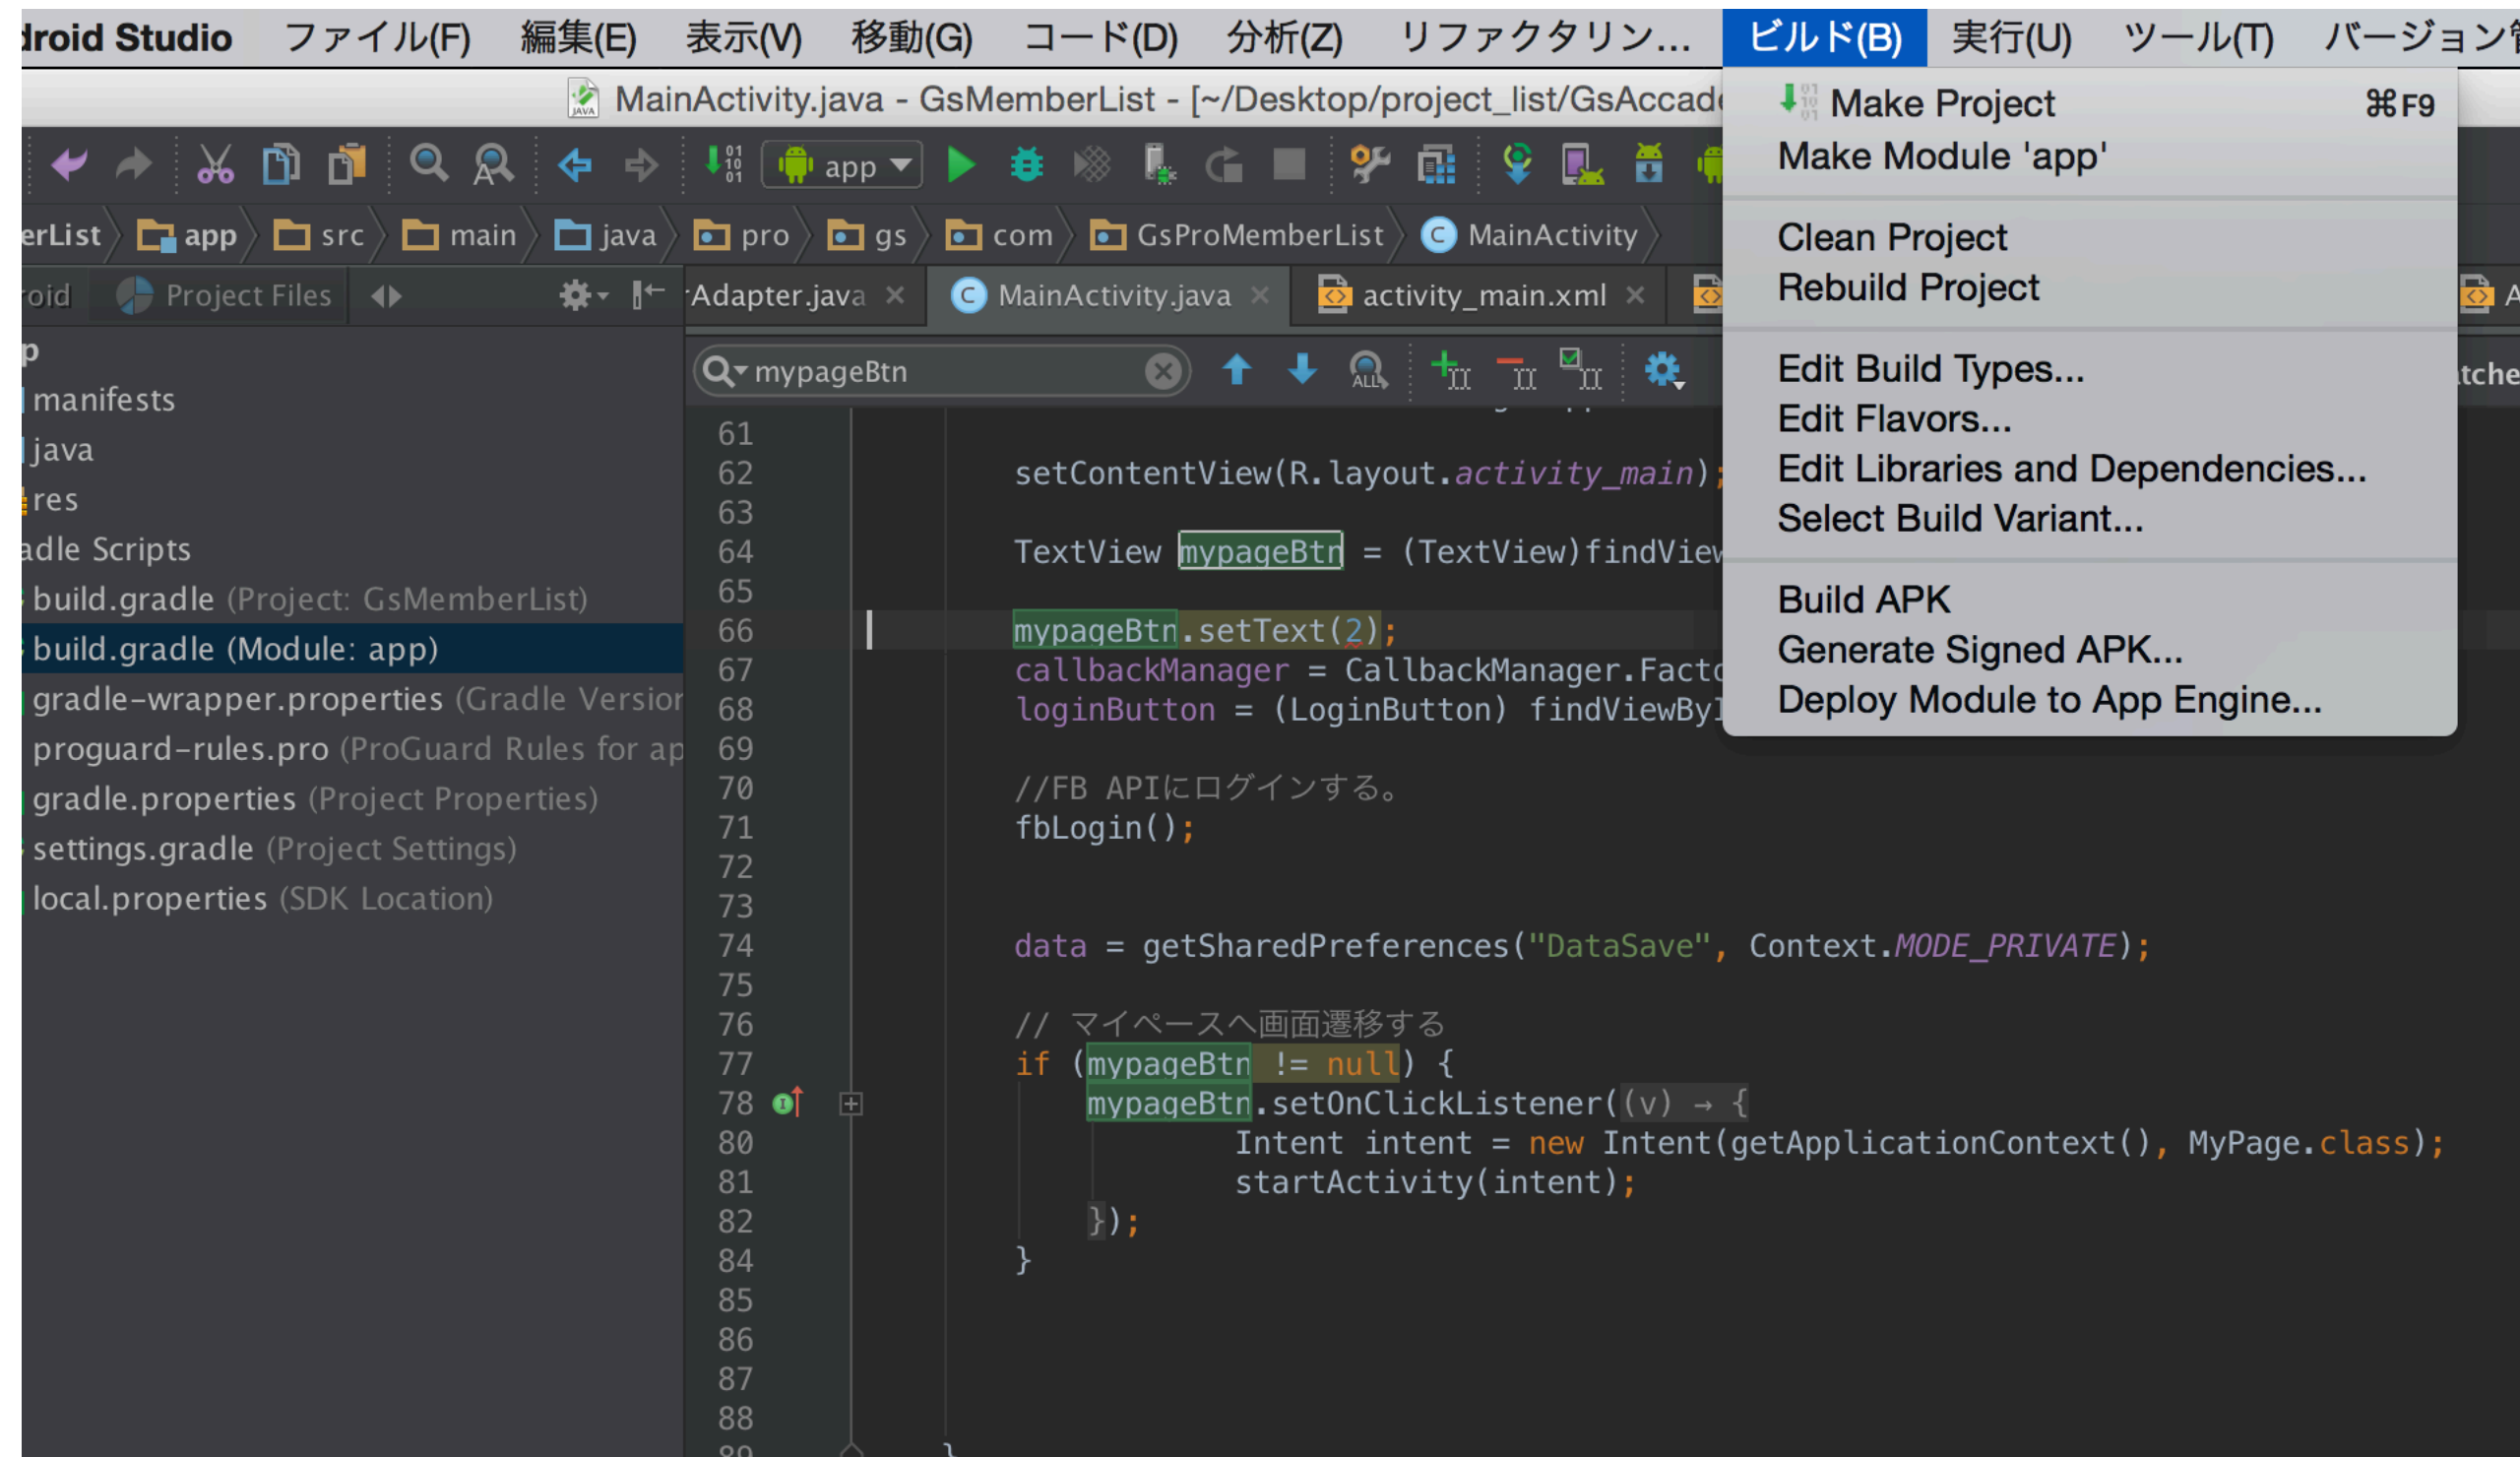 droid Studio ファイル(F) 編集(E) 表示(V) 移動(G) コード(D) 分析(Z) リファクタリン... ビルド(B) 実行(U) ツール(T) バージョン
MainActivity.java - GsMemberList - [~/Desktop/project_list/GsAccade
Make Project ⌘F9
Make Module 'app'
Clean Project
Rebuild Project
Edit Build Types...
Edit Flavors...
Edit Libraries and Dependencies...
Select Build Variant...
Build APK
Generate Signed APK...
Deploy Module to App Engine...
app
erList app src main java pro gs com GsProMemberList MainActivity
roid Project Files
rAdapter.java MainActivity.java activity_main.xml A
mypageBtn
ALL
tche
p
manifests
java
res
adle Scripts
build.gradle (Project: GsMemberList)
build.gradle (Module: app)
gradle-wrapper.properties (Gradle Version
proguard-rules.pro (ProGuard Rules for ap
gradle.properties (Project Properties)
settings.gradle (Project Settings)
local.properties (SDK Location)
61
62 setContentView(R.layout.activity_main);
63
64 TextView mypageBtn = (TextView)findView
65
66 mypageBtn.setText(2);
67 callbackManager = CallbackManager.Facto
68 loginButton = (LoginButton) findViewByI
69
70 //FB APIにログインする。
71 fbLogin();
72
73
74 data = getSharedPreferences("DataSave", Context.MODE_PRIVATE);
75
76 // マイペースへ画面遷移する
77 if (mypageBtn != null) {
78 mypageBtn.setOnClickListener((v) → {
80 Intent intent = new Intent(getApplicationContext(), MyPage.class);
81 startActivity(intent);
82 });
84 }
85
86
87
88
89 }